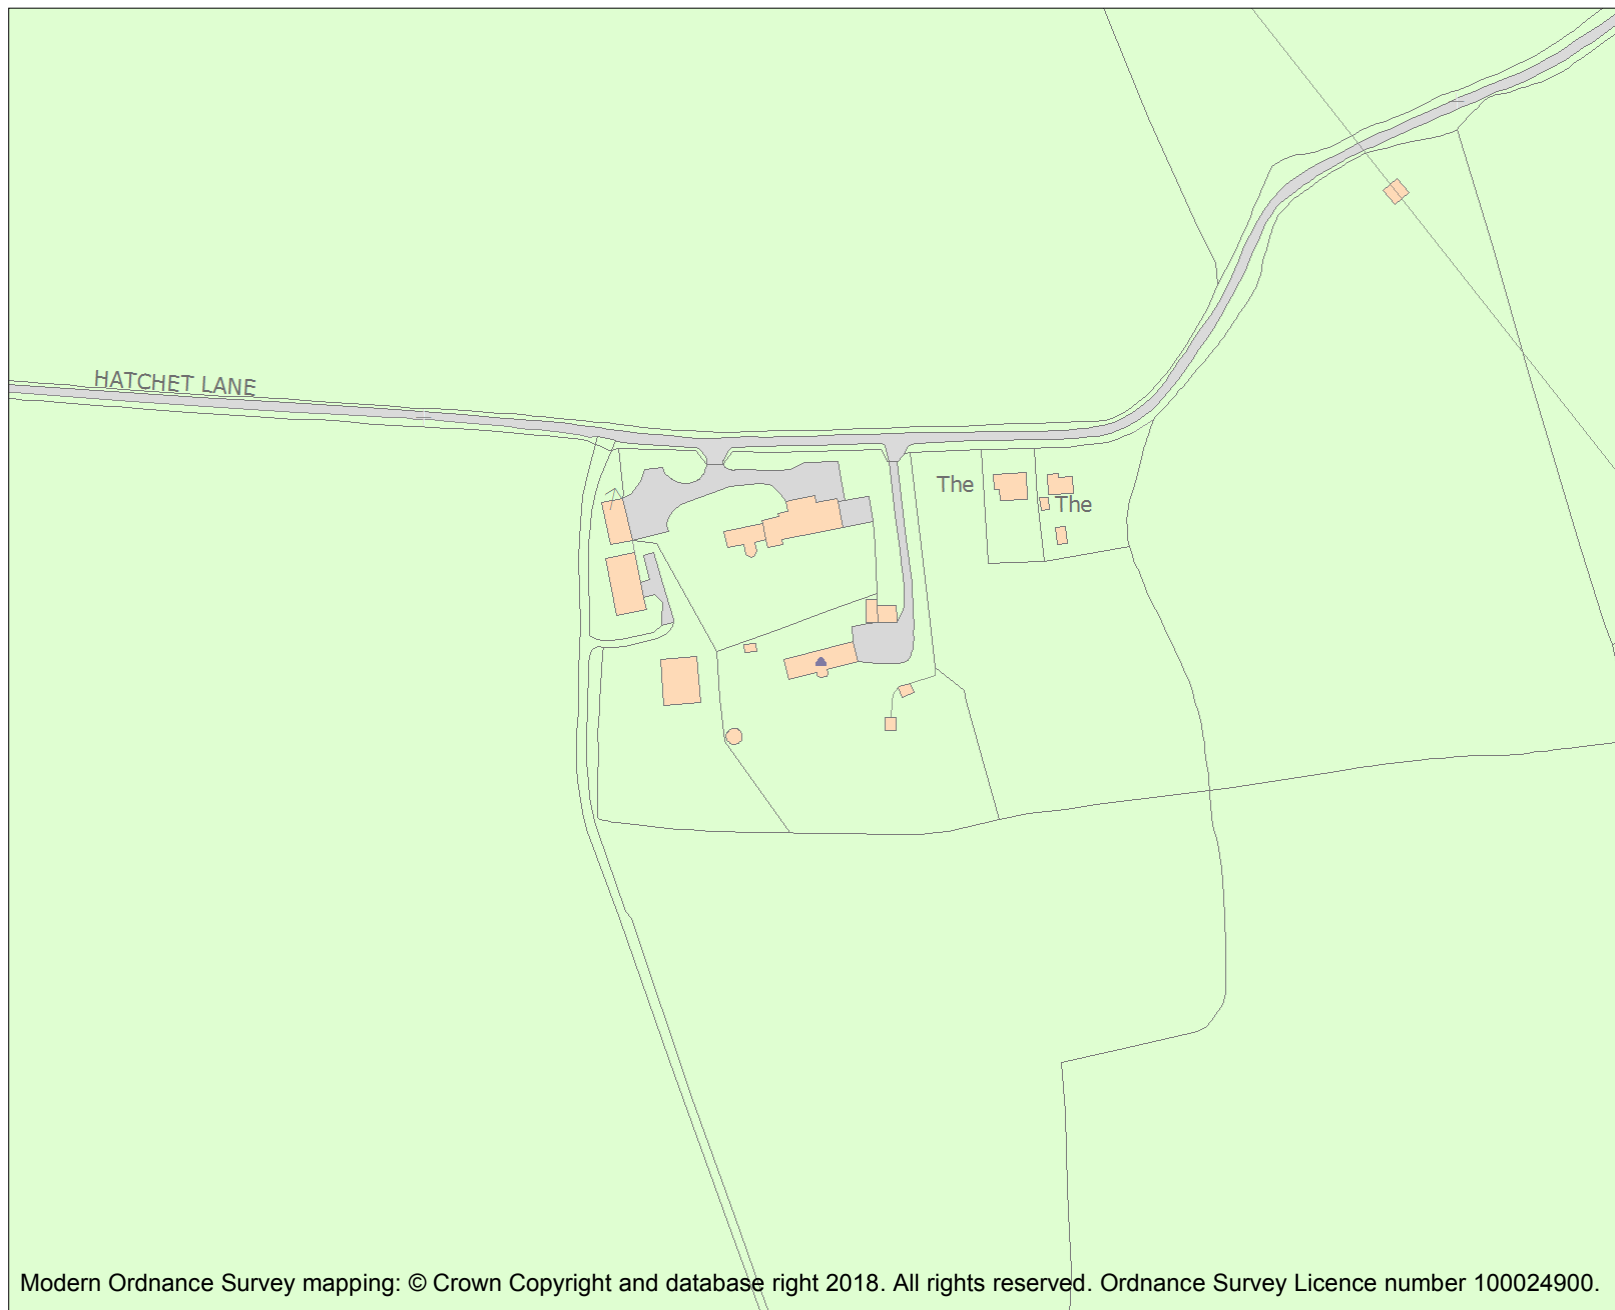 HATCHET LANE
The
The
Modern Ordnance Survey mapping: © Crown Copyright and database right 2018. All rights reserved. Ordnance Survey Licence number 100024900.